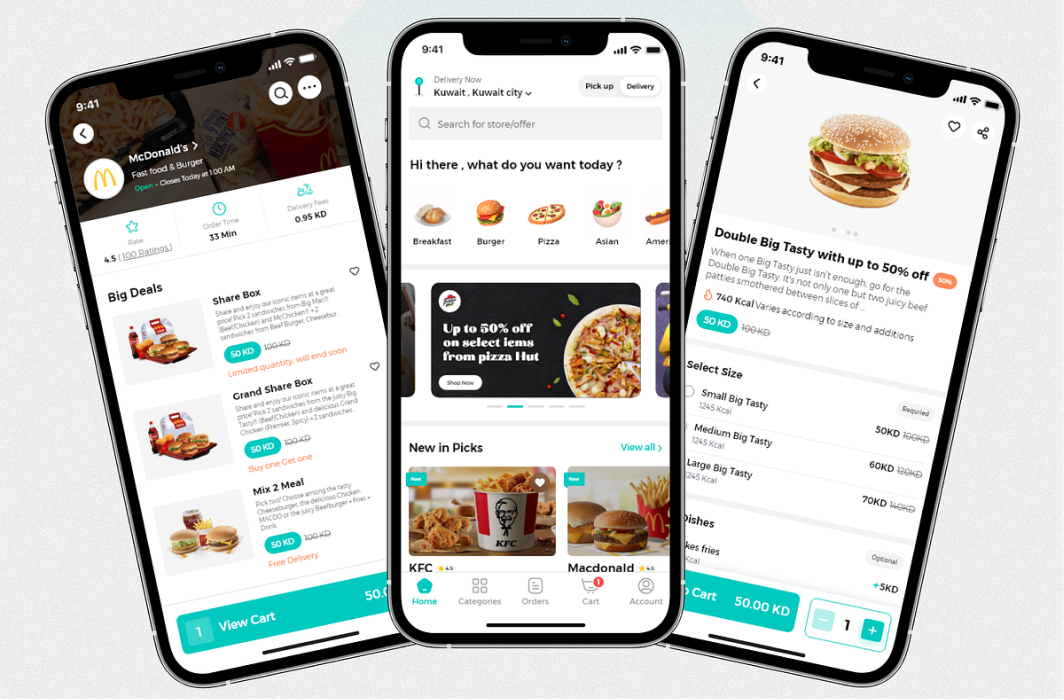 9:41
McDonald's >
Fast food & Burger
Open • Closes Today at 1:00 AM
Rate
4.5 (100 Ratings)
Order Time
33 Min
Delivery Fees
0.95 KD
Big Deals
Share Box
Share and enjoy our iconic items at a great
price! Pick 2 sandwiches from Big Mac®
(Beef/Chicken) and McChicken® + 2
sandwiches from Beef Burger, Cheesebur..
50 KD 100 KD
Limited quantity, will end soon
Grand Share Box
Share and enjoy our iconic items at a great
price! Pick 2 sandwiches from the juicy Big
Tasty® (Beef/Chicken) and delicious Grand
Chicken (Premier, Spicy) + 2 sandwiches..
50 KD 100 KD
Buy one Get one
Mix 2 Meal
Pick two! Choose among the tasty
Cheeseburger, the delicious Chicken
MACDO or the juicy Beefburger + Fries +
Drink.
50 KD 100 KD
Free Delivery
1 View Cart 50.0
9:41
Delivery Now
Kuwait , Kuwait city
Pick up Delivery
Search for store/offer
Hi there , what do you want today ?
Breakfast Burger Pizza Asian Amer
Up to 50% off
on select lems
from pizza Hut
Shop Now
New in Picks View all >
New
KFC
New
KFC 4.5
Macdonald 4.5
Home Categories Orders 1 Cart Account
9:41
Double Big Tasty with up to 50% off 50%
When one Big Tasty just isn't enough, go for the
Double Big Tasty. It's not only one but two juicy beef
patties smothered between slices of ...
740 Kcal Varies according to size and additions
50 KD 100 KD
Select Size
Requried
Small Big Tasty
1245 Kcal
50KD 100KD
Medium Big Tasty
1245 Kcal
60KD 120KD
Large Big Tasty
1245 Kcal
70KD 140KD
Dishes
Optional
kes fries
Kcal
+5KD
o Cart 50.00 KD
− 1 +